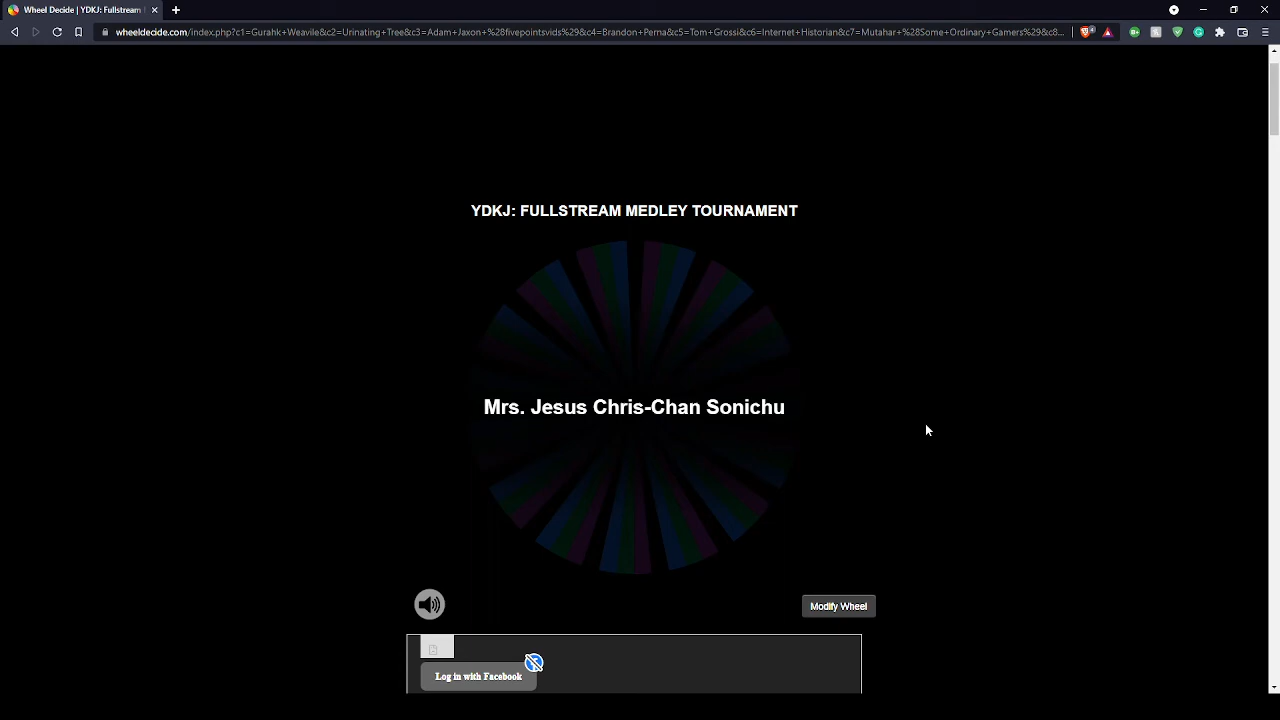 Wheel Decide | YDKJ: Fullstream
wheeldecide.com/index.php?c1=Gurahk+Weavile&c2=Urinating+Tree&c3=Adam+Jaxon+%28fivepointsvids%29&c4=Brandon+Perna&c5=Tom+Grossi&c6=Internet+Historian&c7=Mutahar+%28Some+Ordinary+Gamers%29&c8...
YDKJ: FULLSTREAM MEDLEY TOURNAMENT
Mrs. Jesus Chris-Chan Sonichu
Modify Wheel
Log in with Facebook